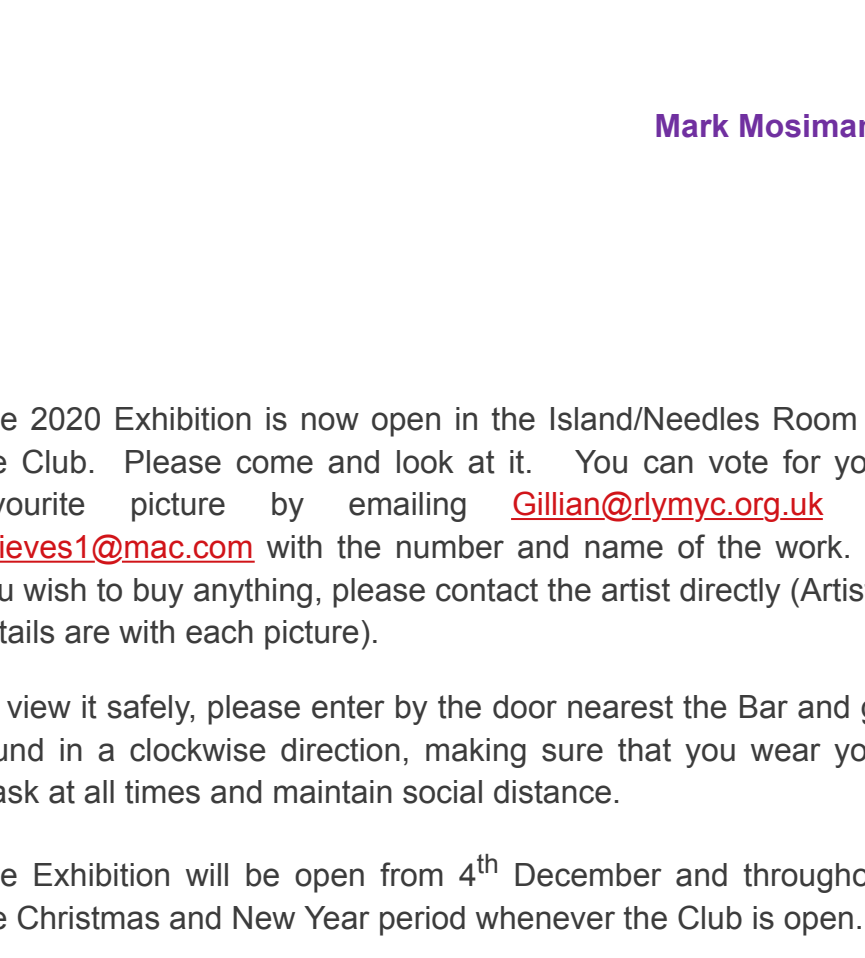 Mark Mosiman
e 2020 Exhibition is now open in the Island/Needles Room
e Club. Please come and look at it. You can vote for yo
vourite picture by emailing Gillian@rlymyc.org.uk
ieves1@mac.com with the number and name of the work.
u wish to buy anything, please contact the artist directly (Artis
tails are with each picture).
view it safely, please enter by the door nearest the Bar and g
und in a clockwise direction, making sure that you wear yo
ask at all times and maintain social distance.
e Exhibition will be open from 4th December and througho
e Christmas and New Year period whenever the Club is open.